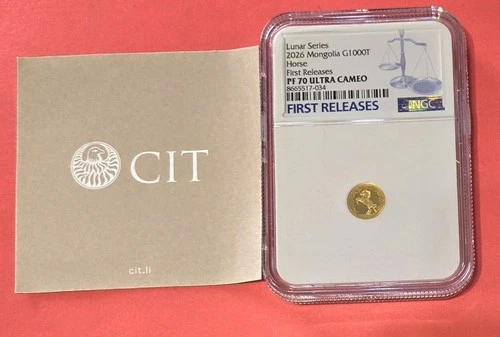 CIT
cit.li
Lunar Series
2026 Mongolia G1000T
Horse
First Releases
PF 70 ULTRA CAMEO
8665517-034
FIRST RELEASES
NGC